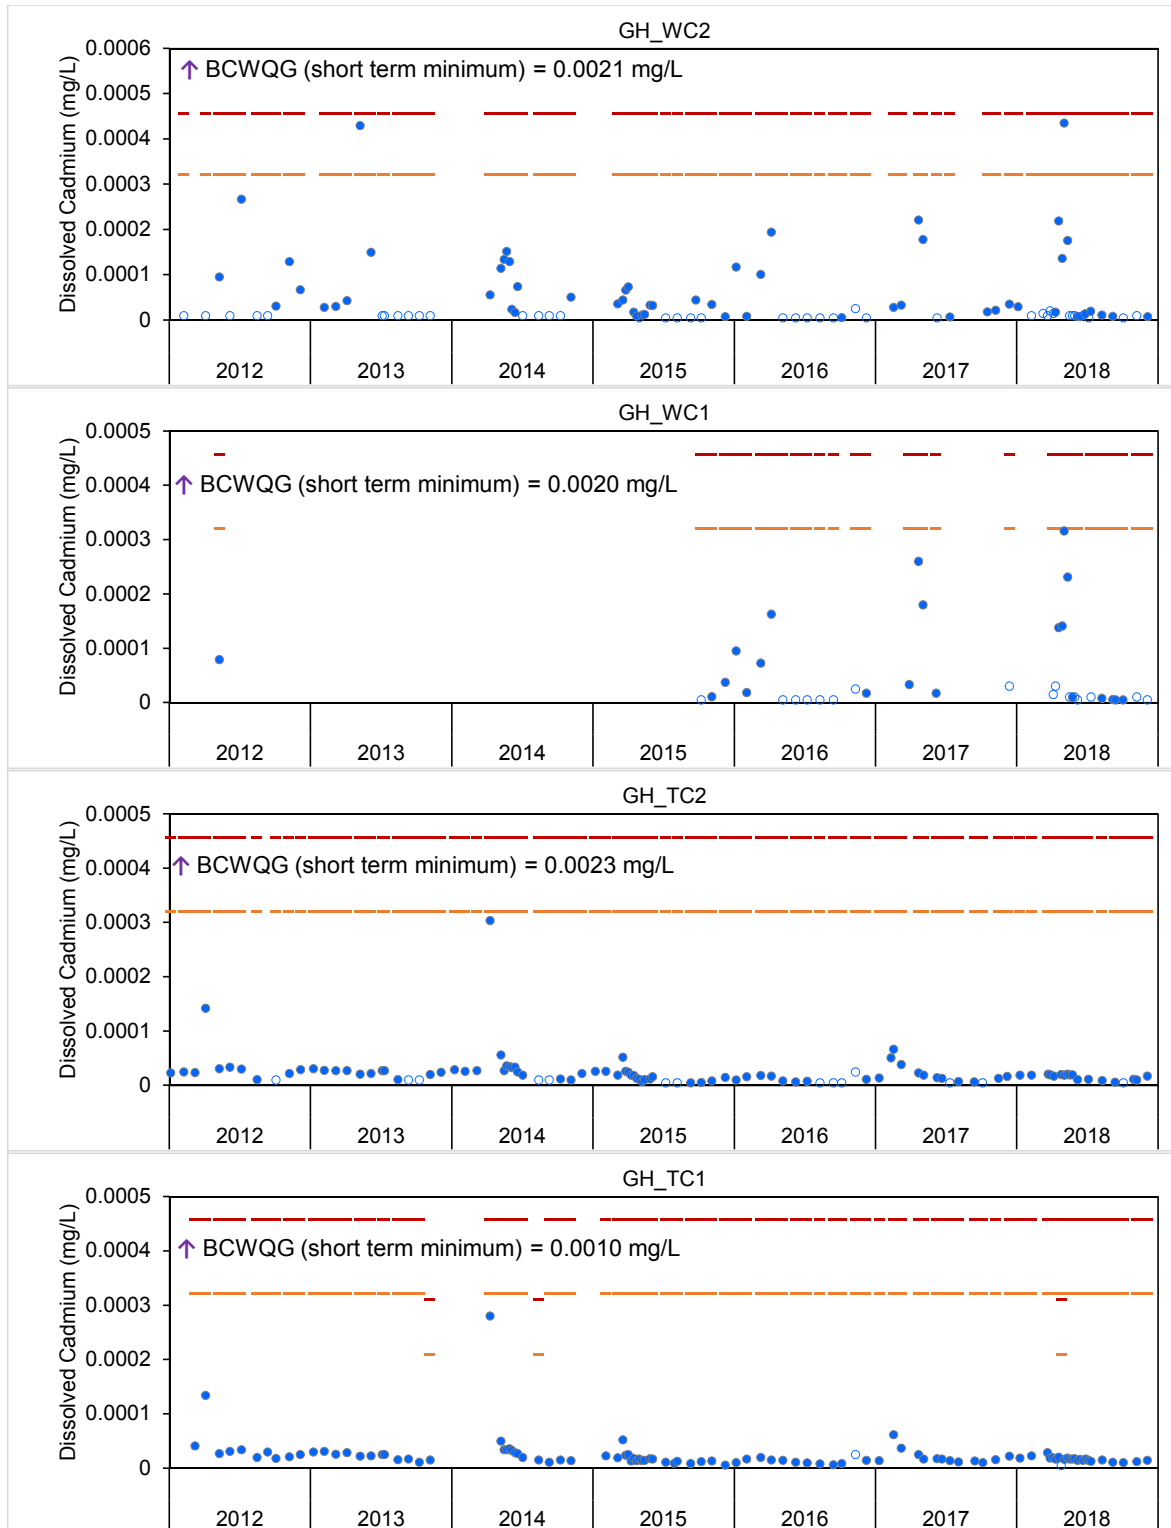 GH_WC2
Dissolved Cadmium (mg/L)
0.0006
↑ BCWQG (short term minimum) = 0.0021 mg/L
0.0005
0.0004
0.0003
0.0002
0.0001
0
2012 2013 2014 2015 2016 2017 2018
GH_WC1
Dissolved Cadmium (mg/L)
0.0005
0.0004
↑ BCWQG (short term minimum) = 0.0020 mg/L
0.0003
0.0002
0.0001
0
2012 2013 2014 2015 2016 2017 2018
GH_TC2
Dissolved Cadmium (mg/L)
0.0005
0.0004
↑ BCWQG (short term minimum) = 0.0023 mg/L
0.0003
0.0002
0.0001
0
2012 2013 2014 2015 2016 2017 2018
GH_TC1
Dissolved Cadmium (mg/L)
0.0005
0.0004
↑ BCWQG (short term minimum) = 0.0010 mg/L
0.0003
0.0002
0.0001
0
2012 2013 2014 2015 2016 2017 2018